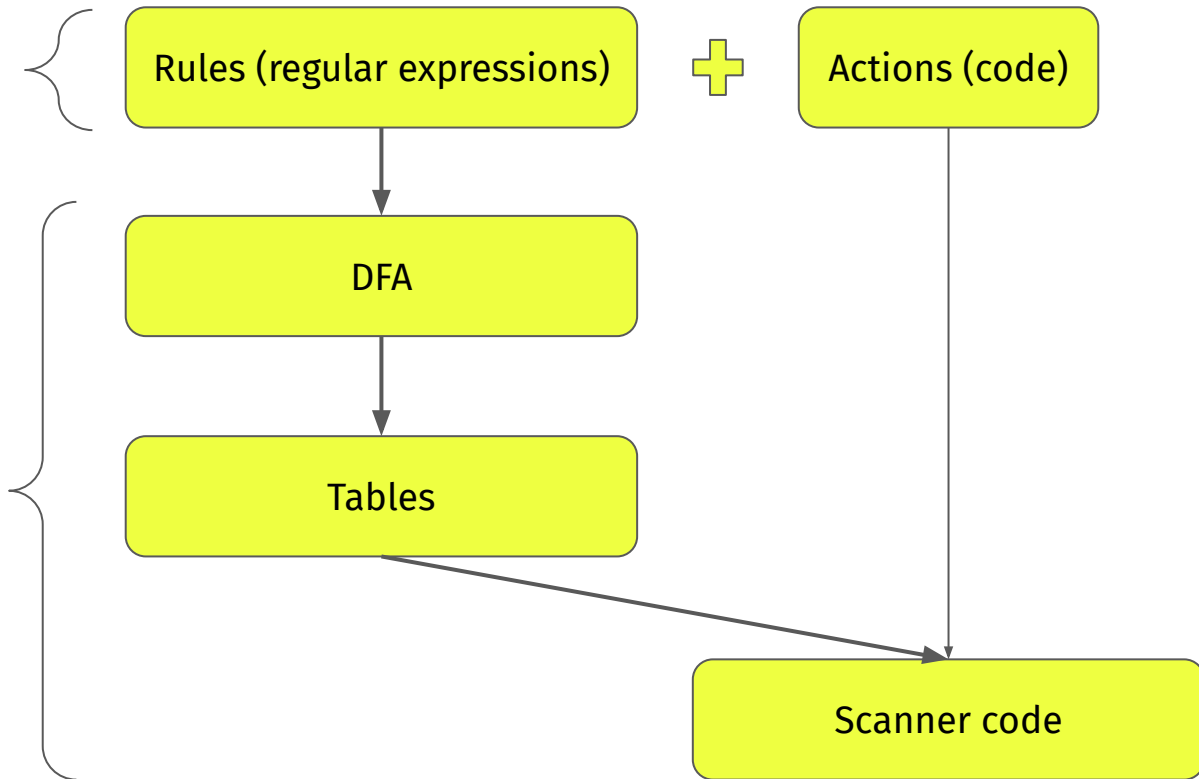 Rules (regular expressions)
Actions (code)
DFA
Tables
Scanner code